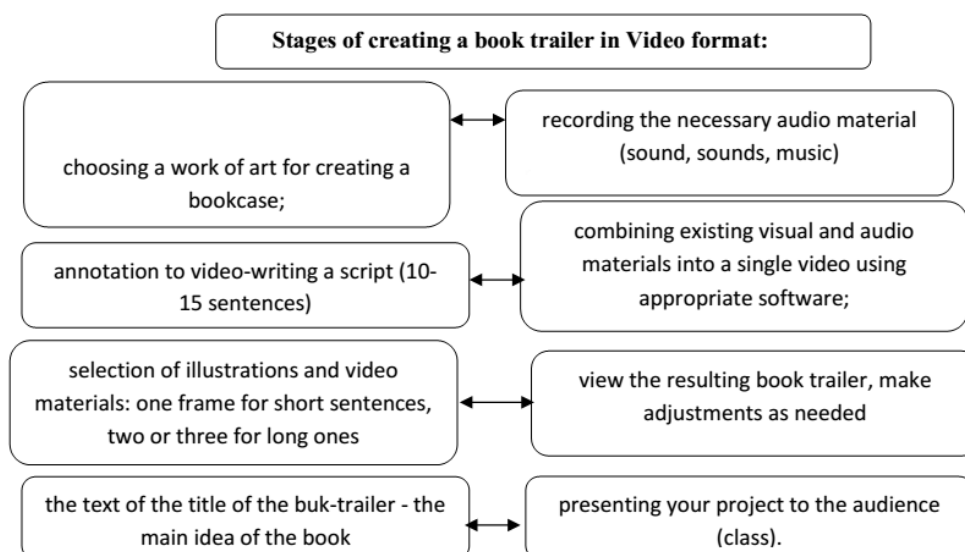 Stages of creating a book trailer in Video format:
choosing a work of art for creating a
bookcase;
recording the necessary audio material
(sound, sounds, music)
annotation to video-writing a script (10-
15 sentences)
combining existing visual and audio
materials into a single video using
appropriate software;
selection of illustrations and video
materials: one frame for short sentences,
two or three for long ones
view the resulting book trailer, make
adjustments as needed
the text of the title of the buk-trailer - the
main idea of the book
presenting your project to the audience
(class).